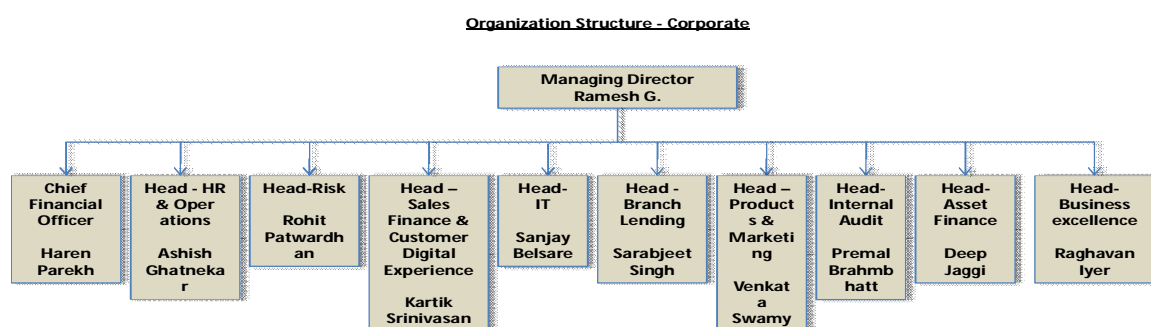 Organization Structure - Corporate
Managing Director
Ramesh G.
Chief
Financial
Officer
Haren
Parekh
Head - HR
& Oper
ations
Ashish
Ghatneka
r
Head-Risk
Rohit
Patwardh
an
Head –
Sales
Finance &
Customer
Digital
Experience
Kartik
Srinivasan
Head-
IT
Sanjay
Belsare
Head -
Branch
Lending
Sarabjeet
Singh
Head –
Product
s &
Marketi
ng
Venkat
a
Swamy
Head-
Internal
Audit
Premal
Brahmb
hatt
Head-
Asset
Finance
Deep
Jaggi
Head-
Business
excellence
Raghavan
Iyer